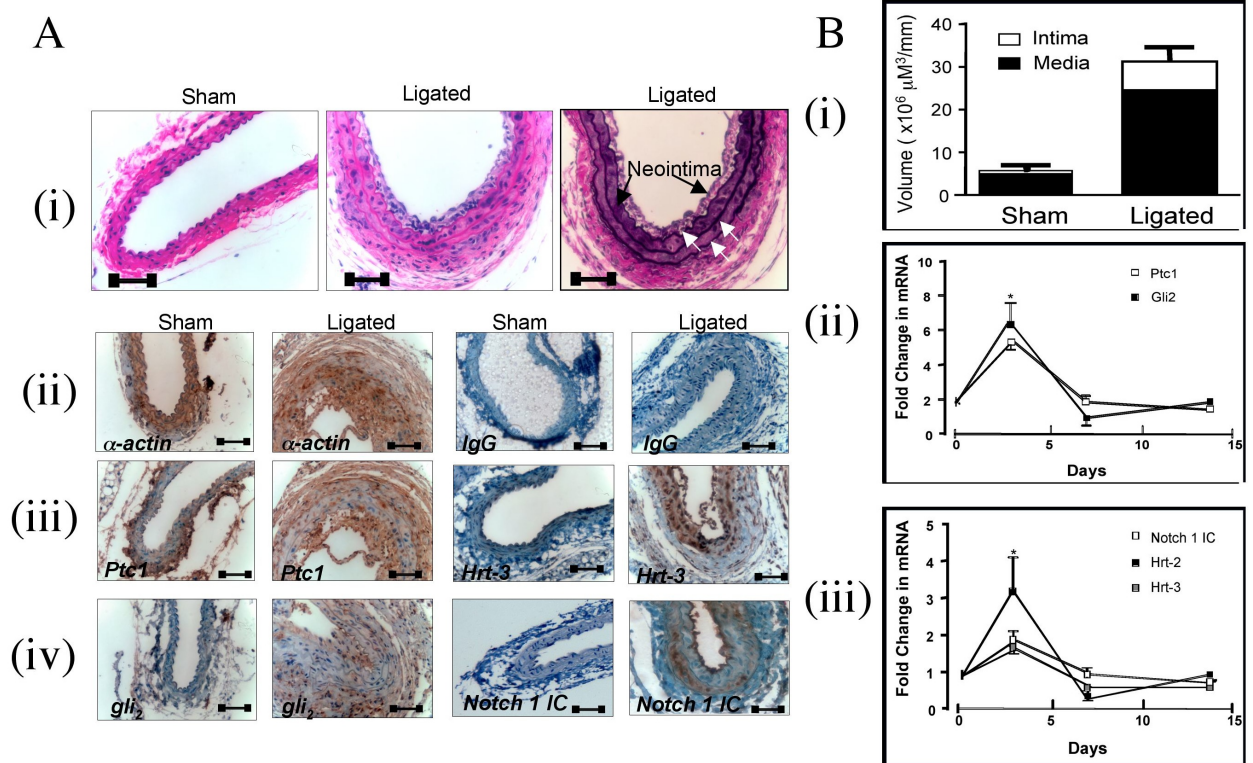 A
Sham
Ligated
Ligated
(i)
Neointima
Sham
Ligated
Sham
Ligated
(ii)
α-actin
α-actin
IgG
IgG
(iii)
Ptc1
Ptc1
Hrt-3
Hrt-3
(iv)
gli2
gli2
Notch 1 IC
Notch 1 IC
B
(i)
Volume ( x10⁶ μM³/mm)
40
30
20
10
0
Intima
Media
Sham
Ligated
(ii)
Fold Change in mRNA
10
8
6
4
2
0
*
Ptc1
Gli2
0
5
10
15
Days
(iii)
Fold Change in mRNA
5
4
3
2
1
0
*
Notch 1 IC
Hrt-2
Hrt-3
0
5
10
15
Days